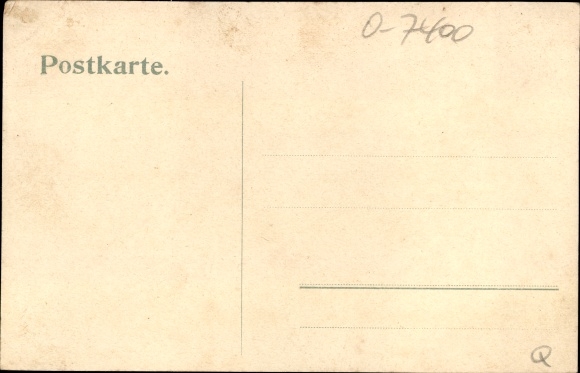 O-7400
Postkarte.
Q